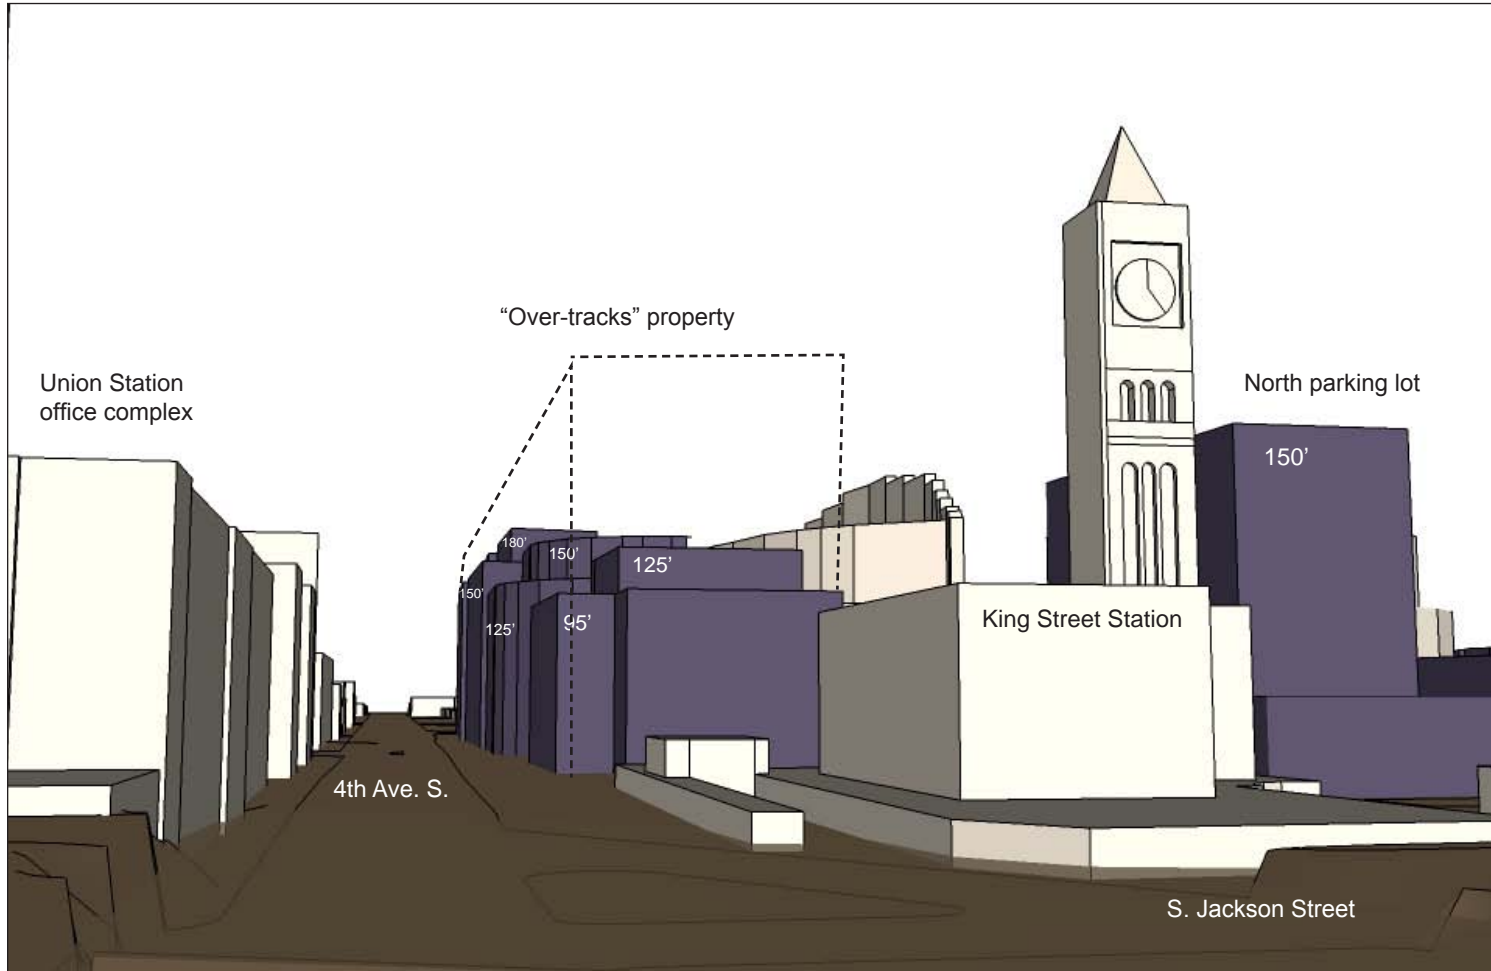 “Over-tracks” property
Union Station
office complex
North parking lot
150’
180’
150’
125’
150’
125’
95’
King Street Station
4th Ave. S.
S. Jackson Street